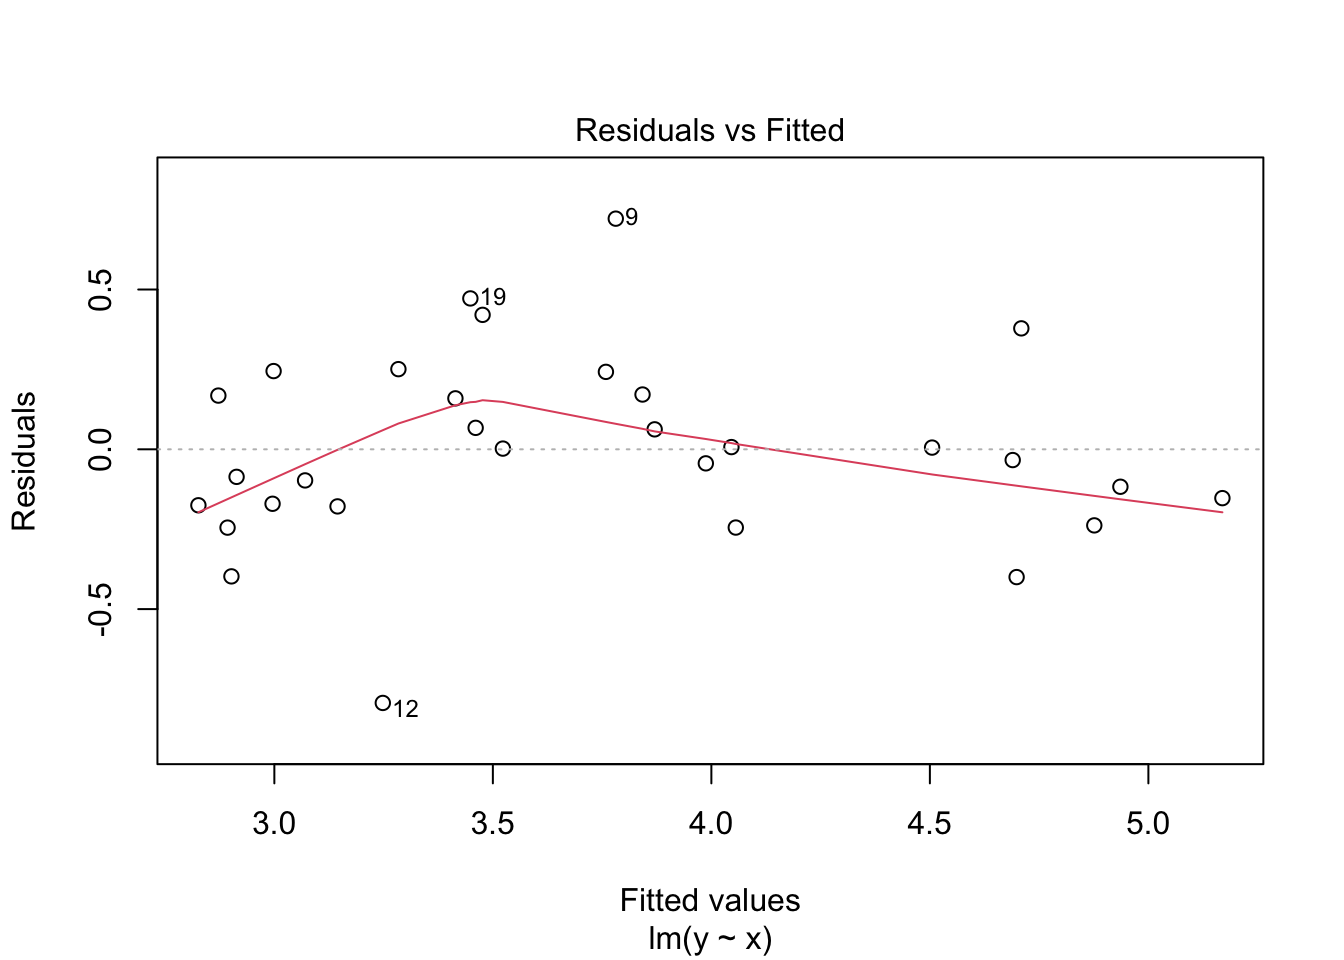 Residuals vs Fitted
Residuals
0.5
0.0
-0.5
9
19
12
3.0 3.5 4.0 4.5 5.0
Fitted values
lm(y ~ x)